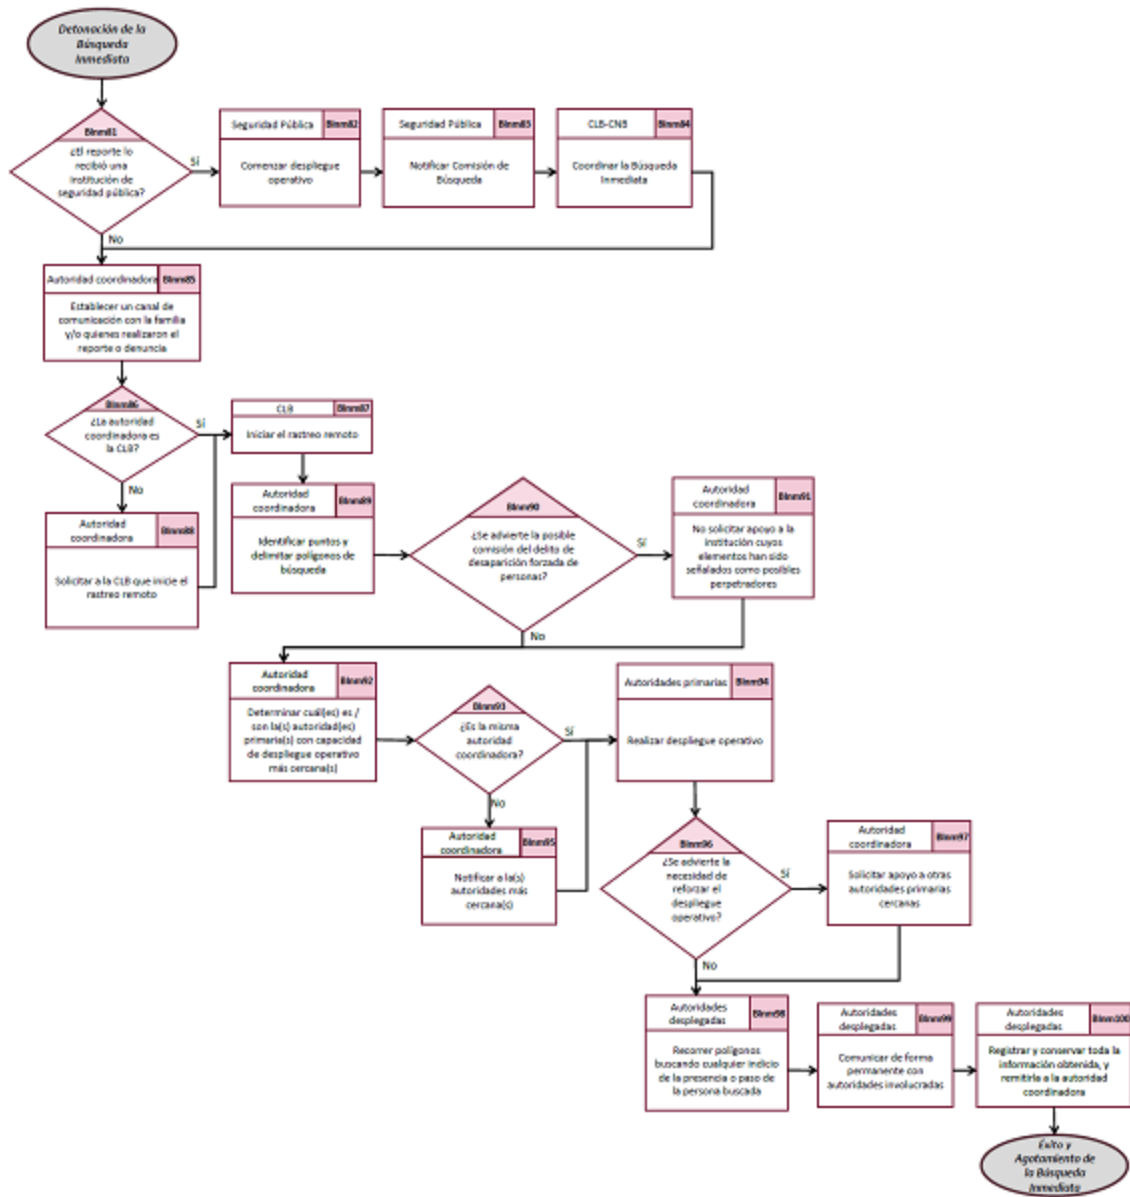 Detonación de la
Búsqueda
Inmediata
BInm81
¿El reporte lo
recibió una
institución de
seguridad pública?
Sí
No
Seguridad Pública
BInm82
Comenzar despliegue
operativo
Seguridad Pública
BInm83
Notificar Comisión de
Búsqueda
CLB-CNB
BInm84
Coordinar la Búsqueda
Inmediata
Autoridad coordinadora
BInm85
Establecer un canal de
comunicación con la familia
y/o quienes realizaron el
reporte o denuncia
BInm86
¿La autoridad
coordinadora es
la CLB?
Sí
No
CLB
BInm87
Iniciar el rastreo remoto
Autoridad
coordinadora
BInm88
Solicitar a la CLB que inicie el
rastreo remoto
Autoridad
coordinadora
BInm89
Identificar puntos y
delimitar polígonos de
búsqueda
BInm90
¿Se advierte la posible
comisión del delito de
desaparición forzada de
personas?
Sí
No
Autoridad
coordinadora
BInm91
No solicitar apoyo a la
institución cuyos
elementos han sido
señalados como posibles
perpetradores
Autoridad
coordinadora
BInm92
Determinar cuál(es) es /
son la(s) autoridad(es)
primaria(s) con capacidad
de despliegue operativo
más cercana(s)
BInm93
¿Es la misma
autoridad
coordinadora?
Sí
No
Autoridades primarias
BInm94
Realizar despliegue operativo
Autoridad
coordinadora
BInm95
Notificar a la(s)
autoridades más
cercana(s)
BInm96
¿Se advierte la
necesidad de
reforzar el
despliegue
operativo?
Sí
No
Autoridad
coordinadora
BInm97
Solicitar apoyo a otras
autoridades primarias
cercanas
Autoridades
desplegadas
BInm98
Recorrer polígonos
buscando cualquier indicio
de la presencia o paso de
la persona buscada
Autoridades
desplegadas
BInm99
Comunicar de forma
permanente con
autoridades involucradas
Autoridades
desplegadas
BInm100
Registrar y conservar toda la
información obtenida, y
remitirla a la autoridad
coordinadora
Éxito y
Agotamiento de
la Búsqueda
Inmediata